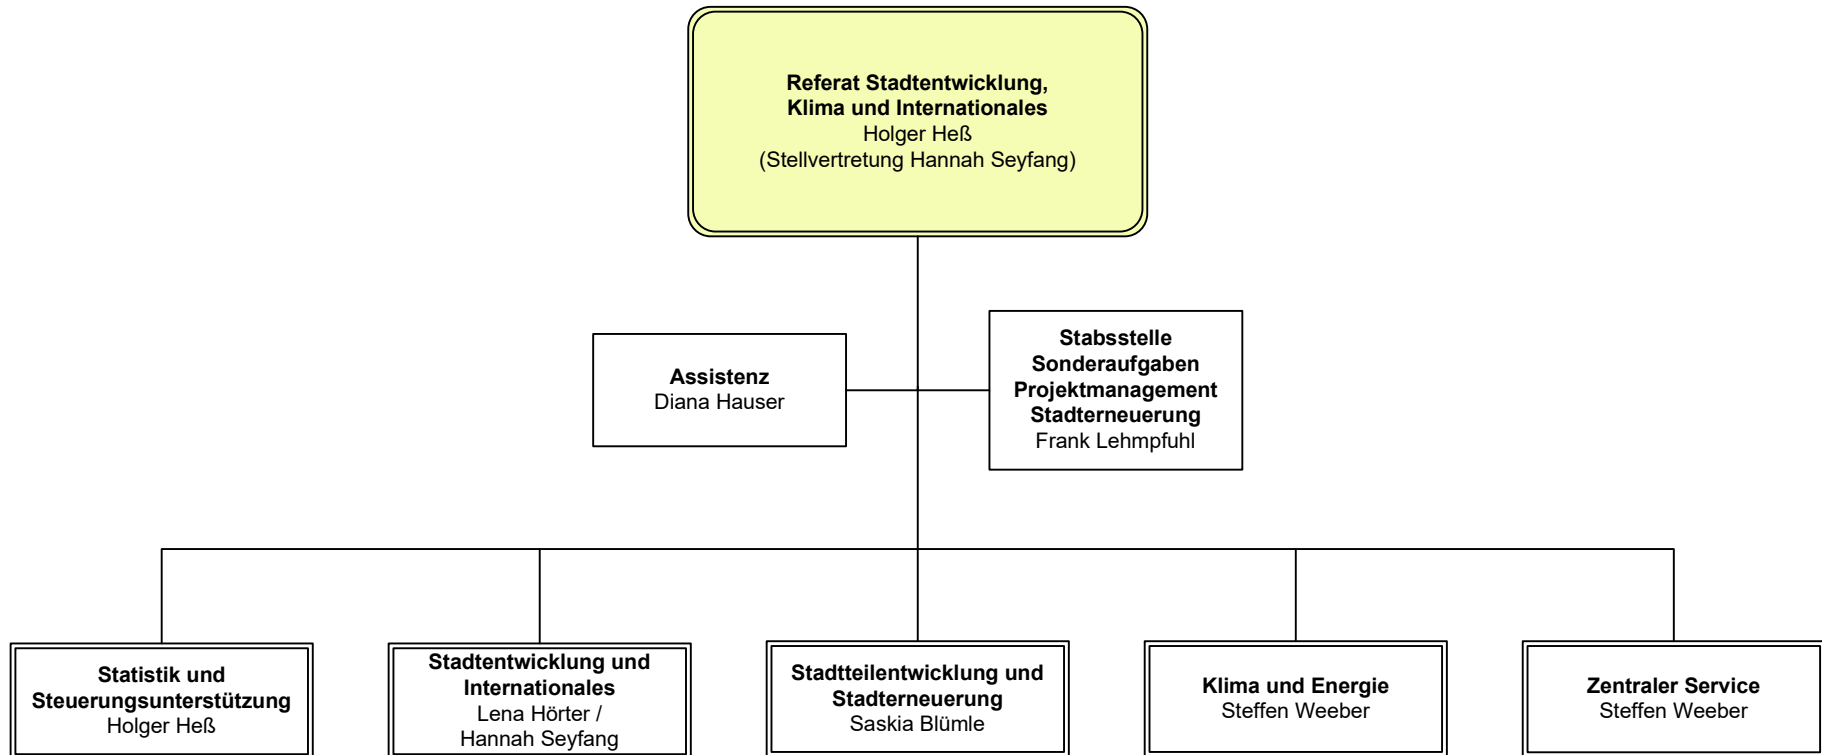 Referat Stadtentwicklung,
Klima und Internationales
Holger Heß
(Stellvertretung Hannah Seyfang)
Assistenz
Diana Hauser
Stabsstelle
Sonderaufgaben
Projektmanagement
Stadterneuerung
Frank Lehmpfuhl
Statistik und
Steuerungsunterstützung
Holger Heß
Stadtentwicklung und
Internationales
Lena Hörter /
Hannah Seyfang
Stadtteilentwicklung und
Stadterneuerung
Saskia Blümle
Klima und Energie
Steffen Weeber
Zentraler Service
Steffen Weeber